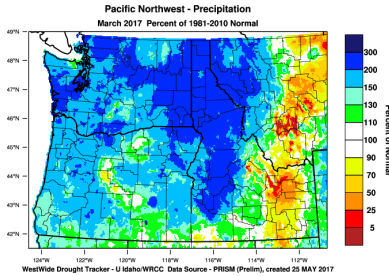 Pacific Northwest - Precipitation
March 2017 Percent of 1981-2010 Normal
49°N
48°N
47°N
46°N
45°N
44°N
43°N
42°N
124°W 122°W 120°W 118°W 116°W 114°W 112°W
300
200
150
130
110
100
90
70
50
25
5
Percent of Normal
WestWide Drought Tracker - U Idaho/WRCC Data Source - PRISM (Prelim), created 25 MAY 2017